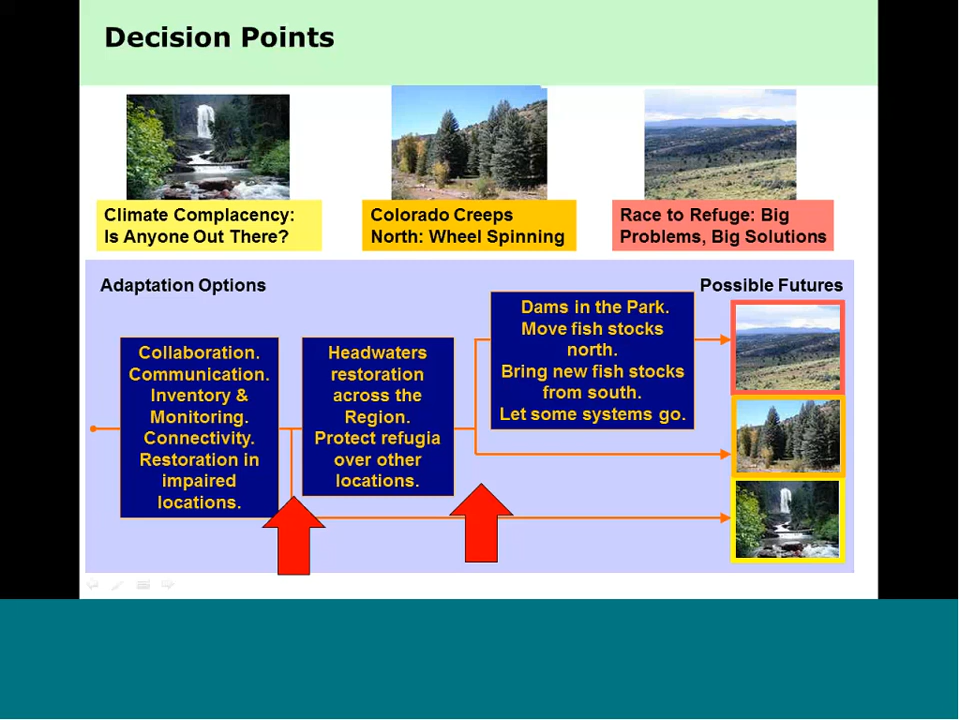 Decision Points
Climate Complacency:
Is Anyone Out There?
Colorado Creeps
North: Wheel Spinning
Race to Refuge: Big
Problems, Big Solutions
Adaptation Options
Possible Futures
Collaboration.
Communication.
Inventory &
Monitoring.
Connectivity.
Restoration in
impaired
locations.
Headwaters
restoration
across the
Region.
Protect refugia
over other
locations.
Dams in the Park.
Move fish stocks
north.
Bring new fish stocks
from south.
Let some systems go.